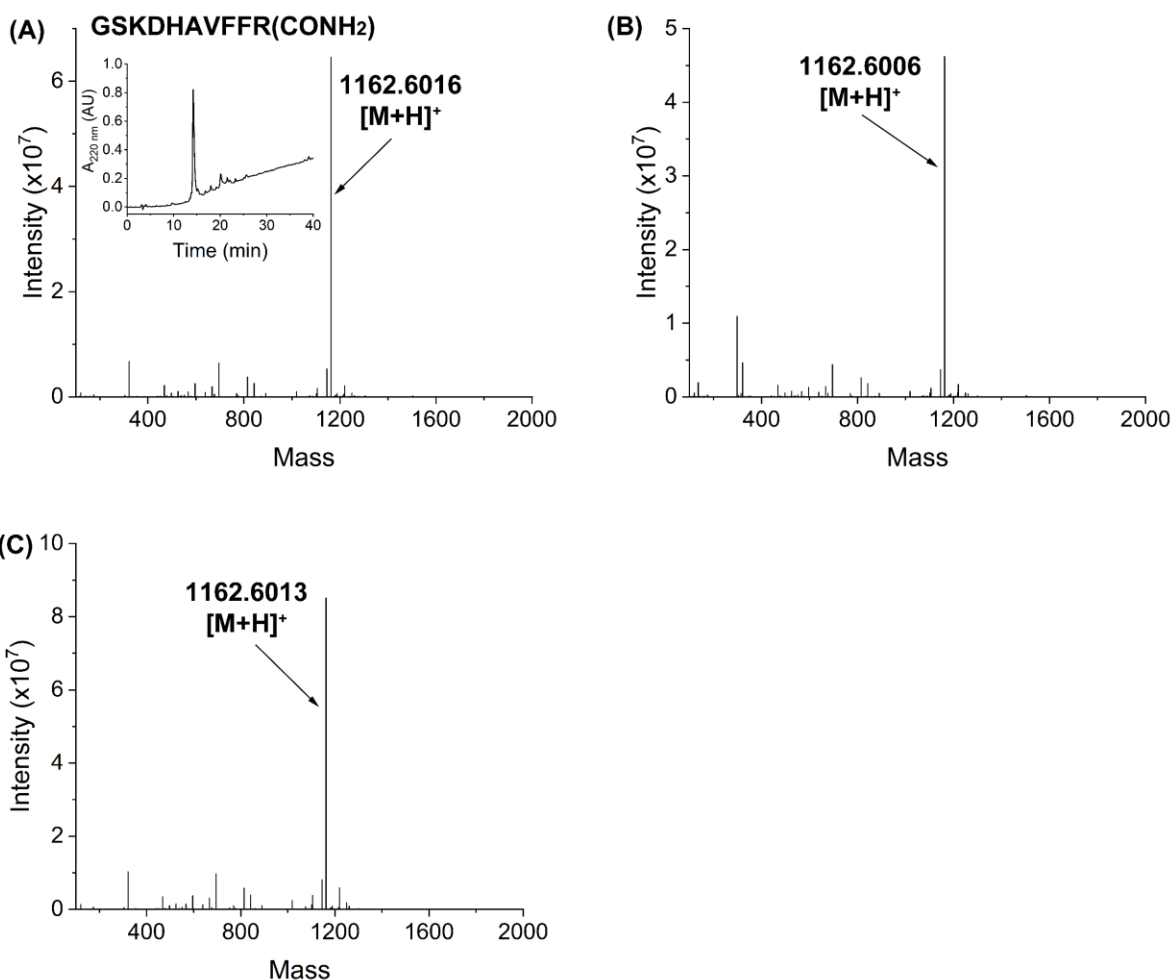 (A) GSKDHAVFFR(CONH₂)
Intensity (x10⁷)
6
4
2
0
400 800 1200 1600 2000
Mass
1162.6016
[M+H]⁺
A₂₂₀ ₙₘ (AU)
1.0
0.8
0.6
0.4
0.2
0.0
0 10 20 30 40
Time (min)
(B)
Intensity (x10⁷)
5
4
3
2
1
0
400 800 1200 1600 2000
Mass
1162.6006
[M+H]⁺
(C)
Intensity (x10⁷)
10
8
6
4
2
0
400 800 1200 1600 2000
Mass
1162.6013
[M+H]⁺